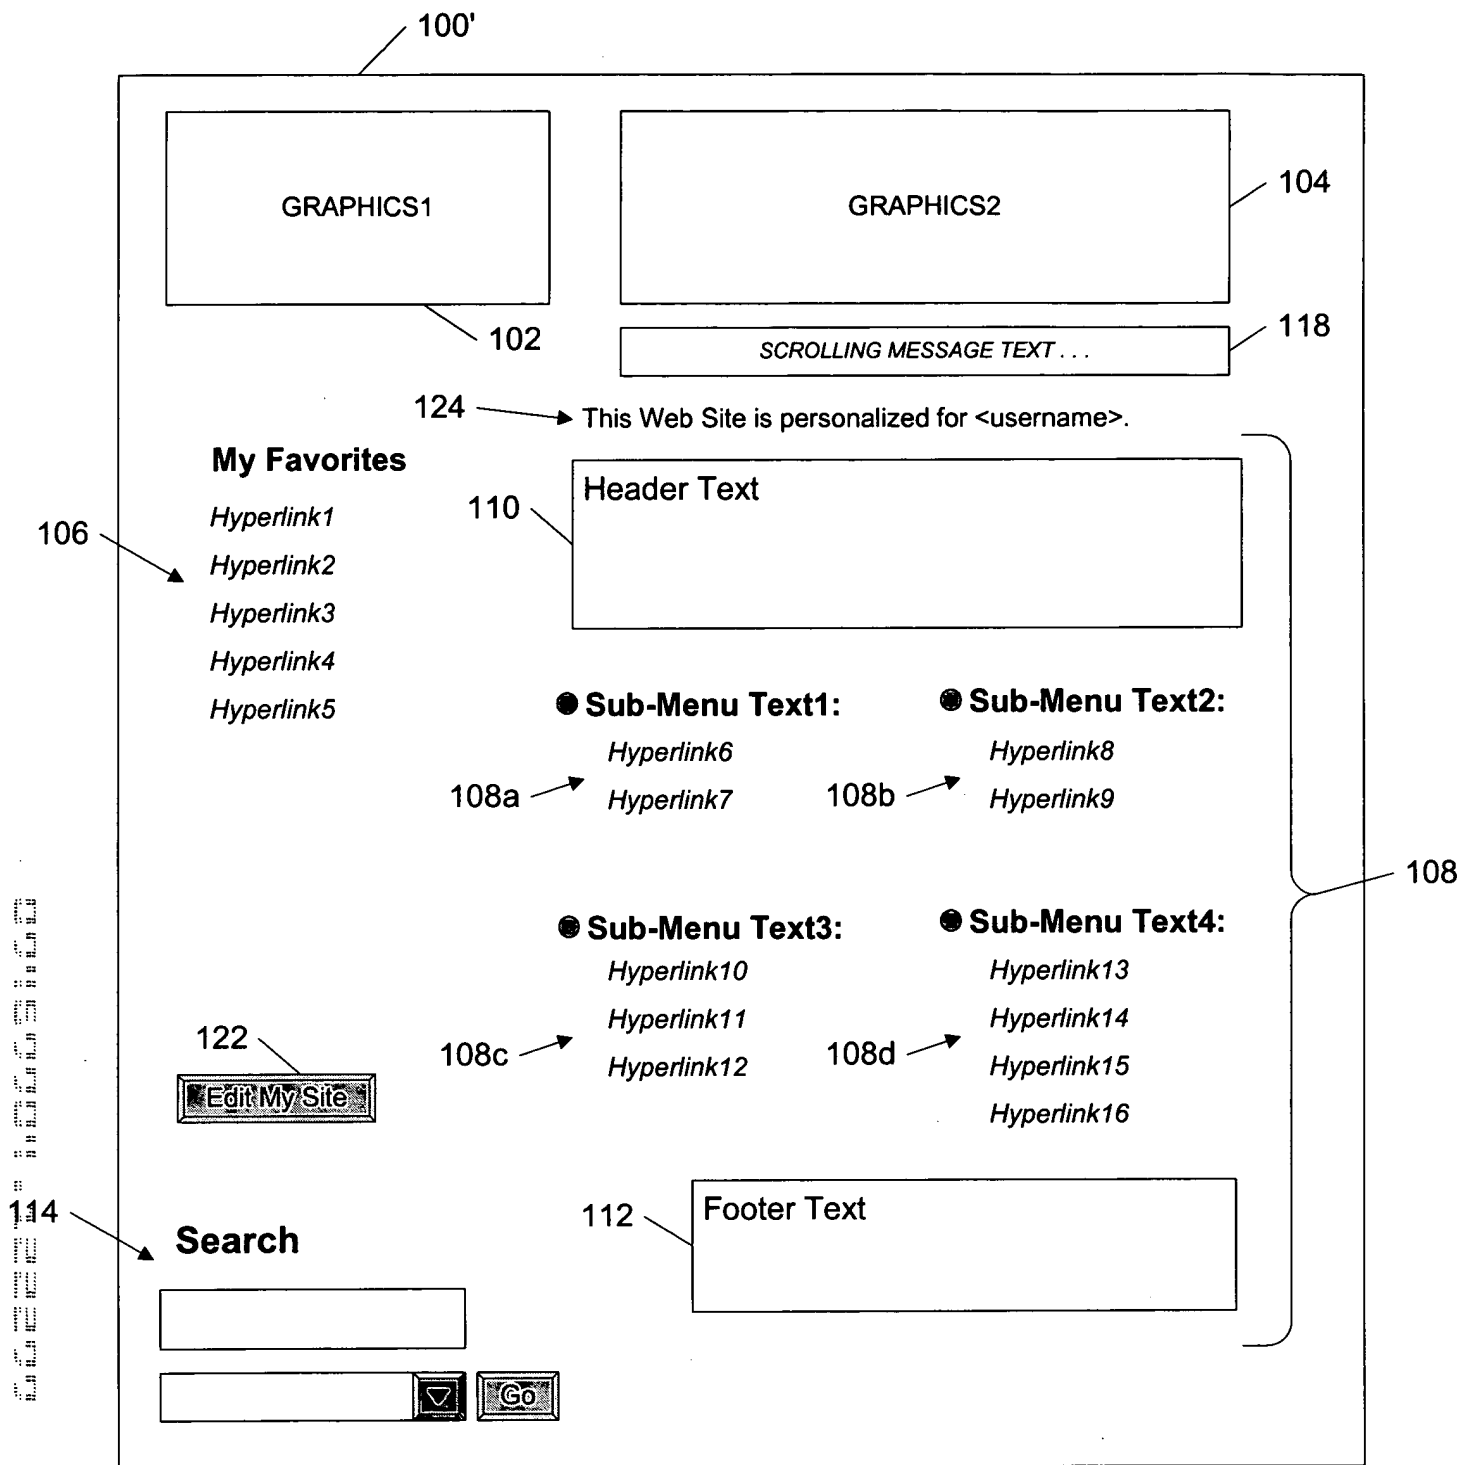 100'
GRAPHICS1
GRAPHICS2
104
102
118
SCROLLING MESSAGE TEXT . . .
124
This Web Site is personalized for <username>.
My Favorites
Hyperlink1
Hyperlink2
Hyperlink3
Hyperlink4
Hyperlink5
106
110
Header Text
Sub-Menu Text1:
Hyperlink6
Hyperlink7
108a
Sub-Menu Text2:
Hyperlink8
Hyperlink9
108b
108
Sub-Menu Text3:
Hyperlink10
Hyperlink11
Hyperlink12
108c
Sub-Menu Text4:
Hyperlink13
Hyperlink14
Hyperlink15
Hyperlink16
108d
122
Edit My Site
114
Search
Go
112
Footer Text